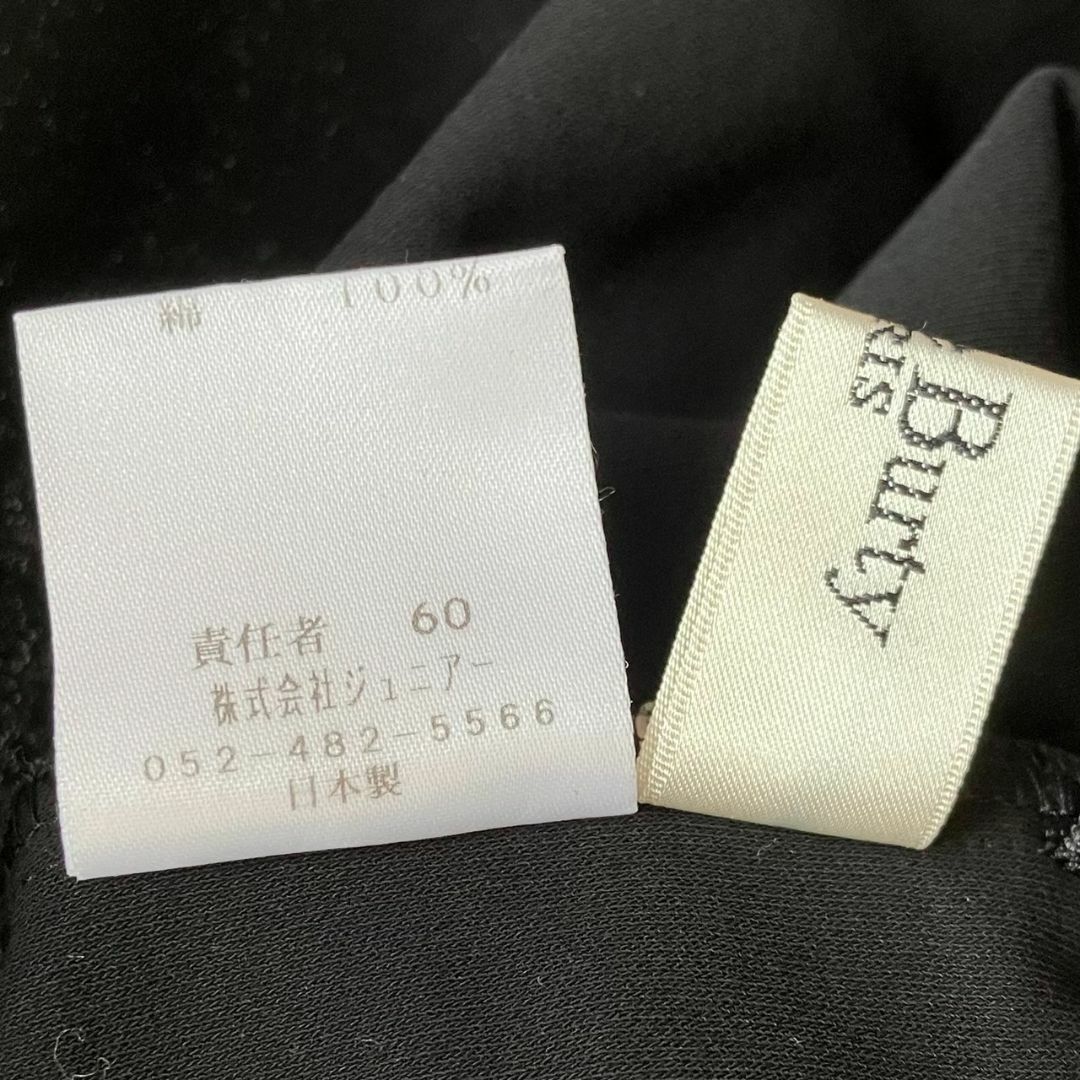 綿 100%
責任者 60
株式会社ジュニアー
052-482-5566
日本製
Burty